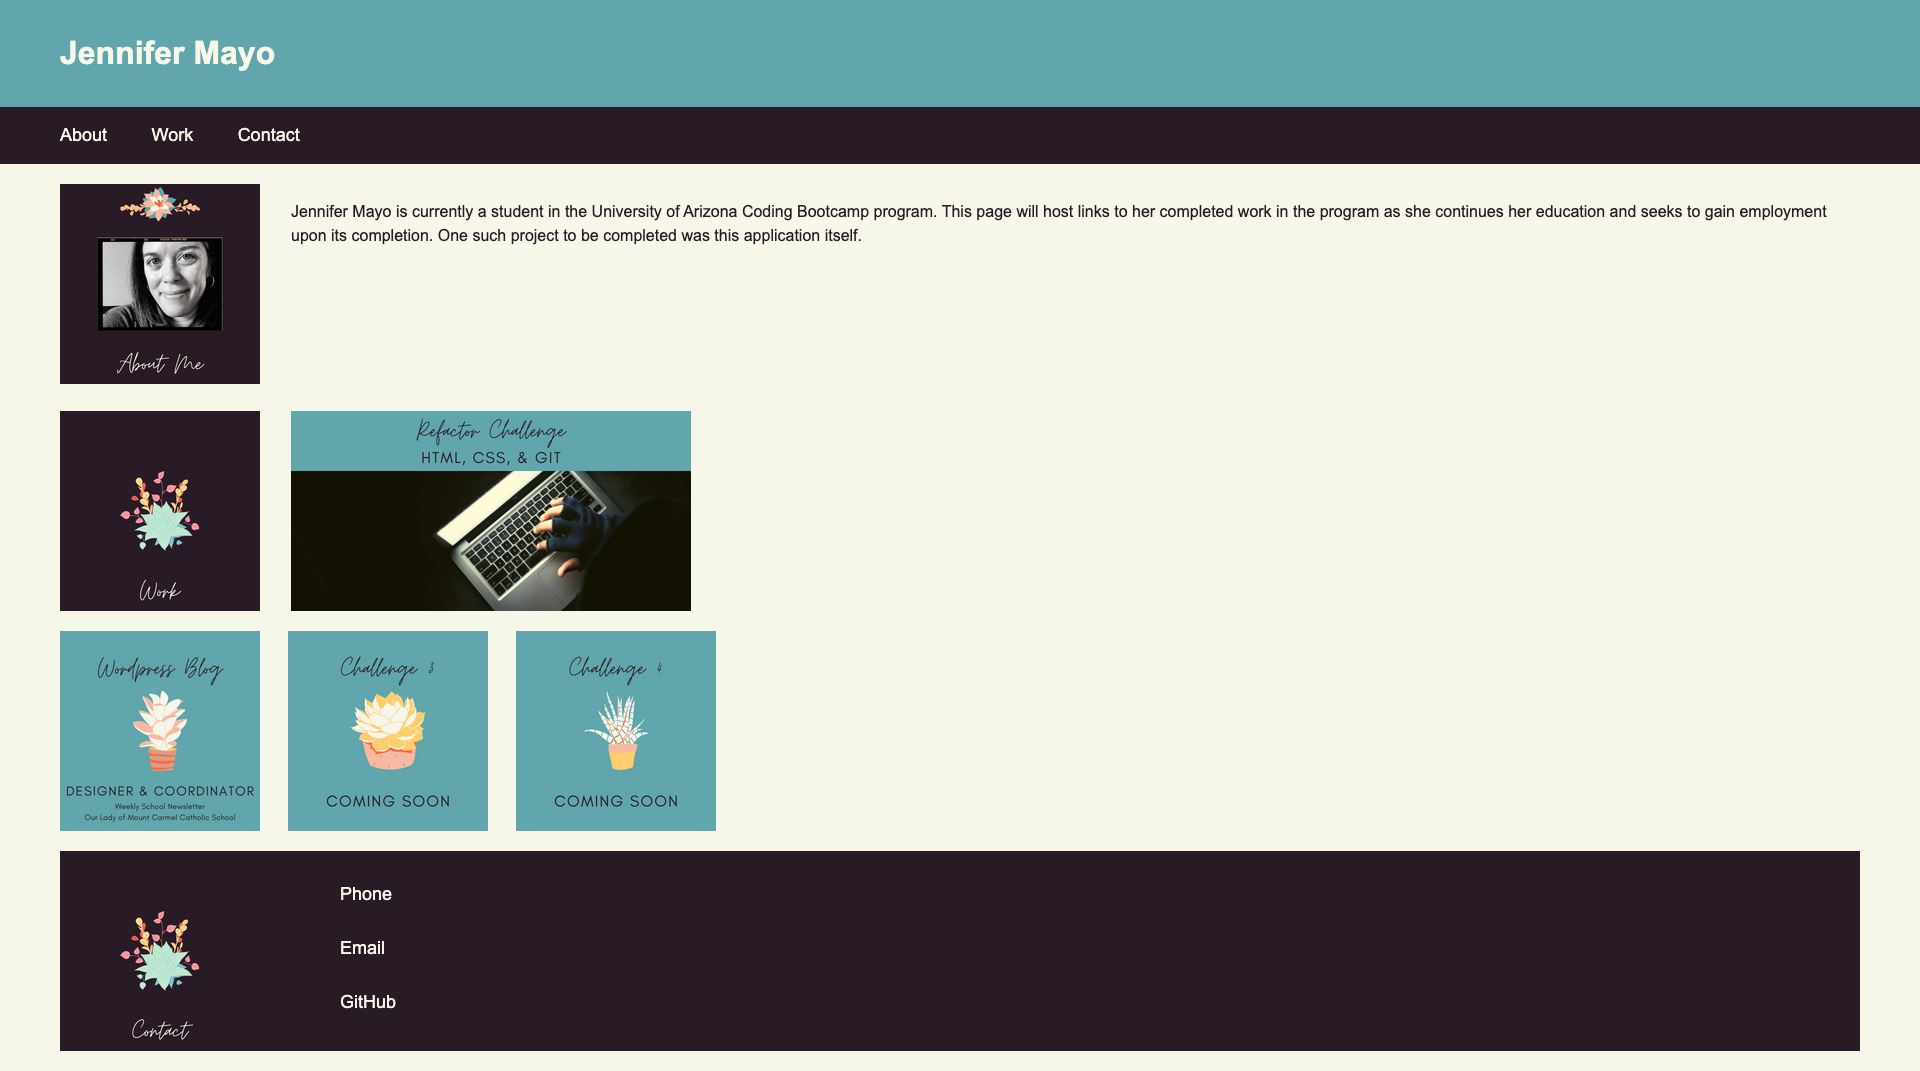 Jennifer Mayo
About Work Contact
Jennifer Mayo is currently a student in the University of Arizona Coding Bootcamp program. This page will host links to her completed work in the program as she continues her education and seeks to gain employment
upon its completion. One such project to be completed was this application itself.
About Me
Refactor Challenge
HTML, CSS, & GIT
Work
Wordpress Blog
DESIGNER & COORDINATOR
Weekly School Newsletter
Our Lady of Mount Carmel Catholic School
Challenge 3
COMING SOON
Challenge 4
COMING SOON
Contact
Phone
Email
GitHub